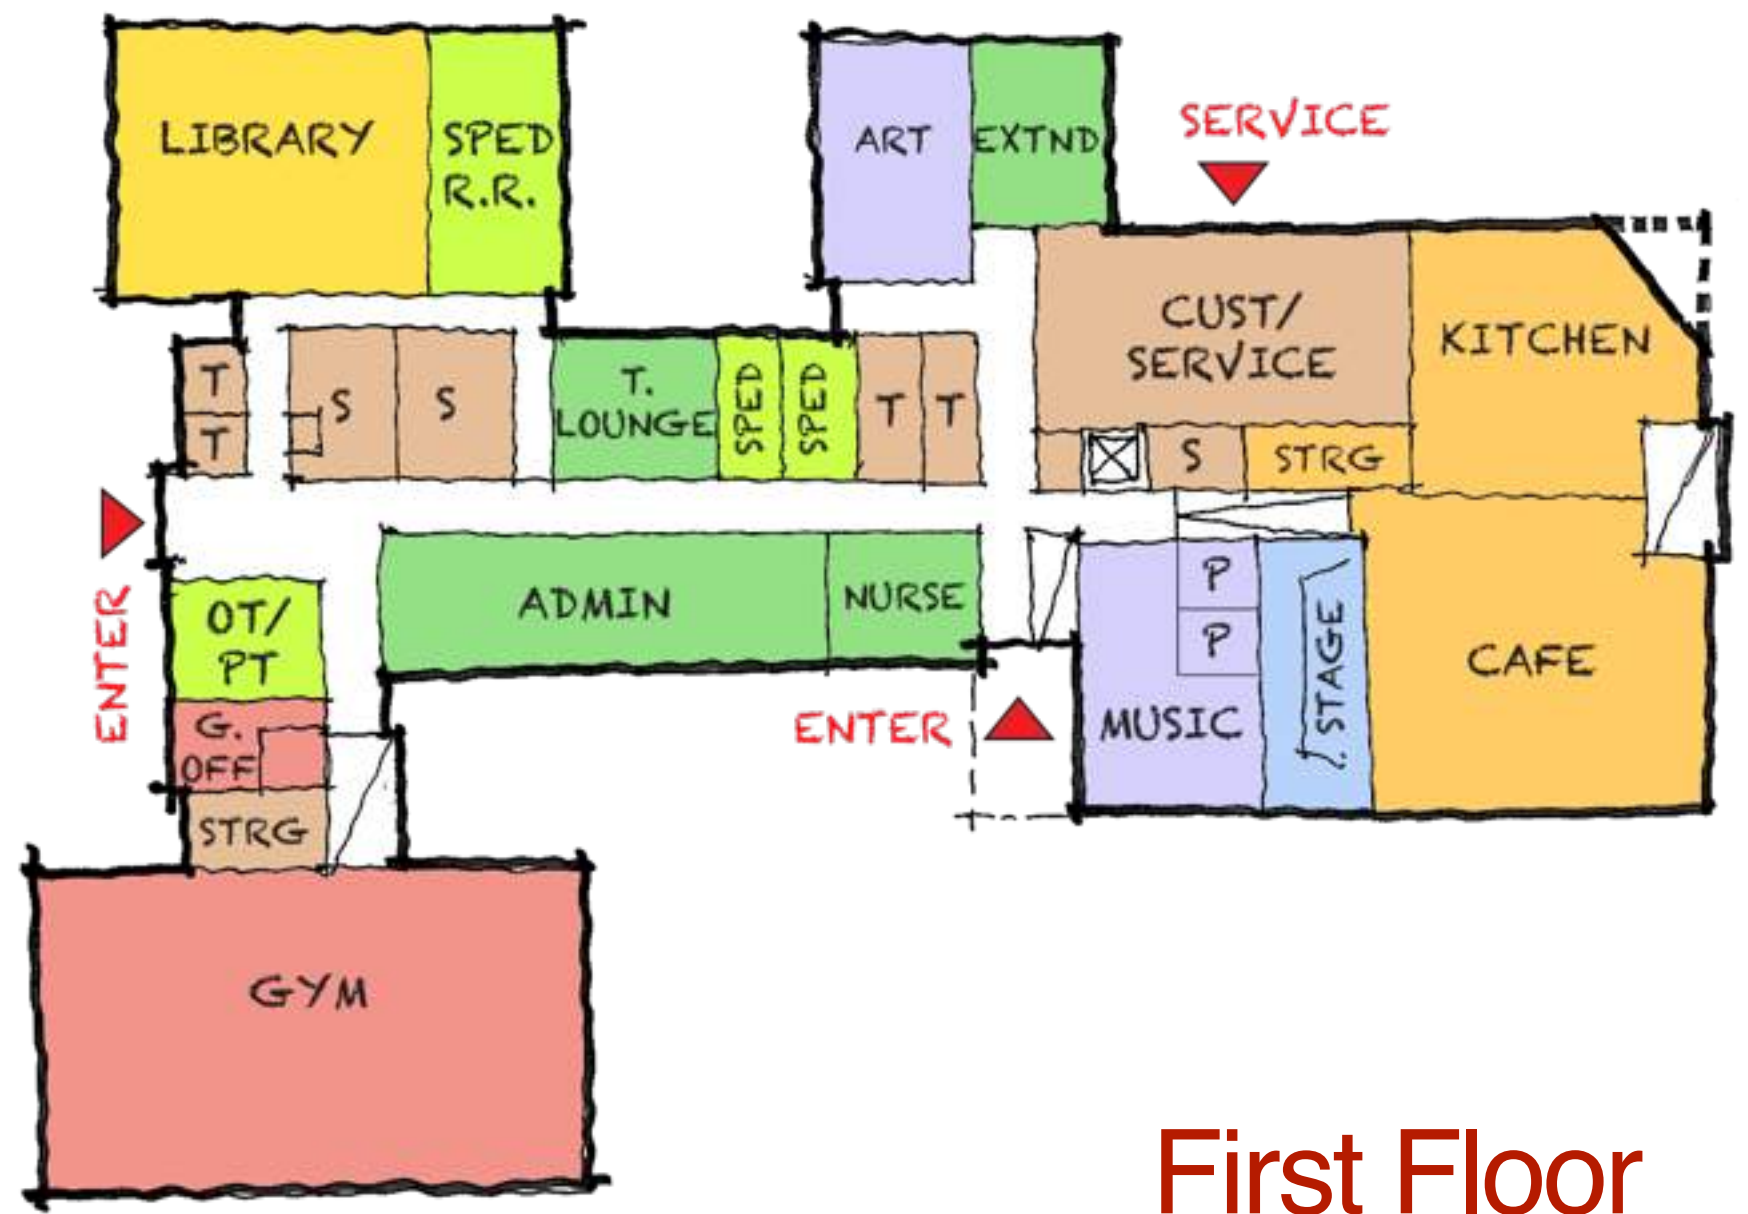 LIBRARY
SPED
R.R.
ART
EXTND
SERVICE
CUST/
SERVICE
KITCHEN
T
T
S
S
T.
LOUNGE
SPED
SPED
T
T
S
STRG
ENTER
OT/
PT
ADMIN
NURSE
P
P
MUSIC
STAGE
CAFE
ENTER
G.
OFF
STRG
GYM
First Floor